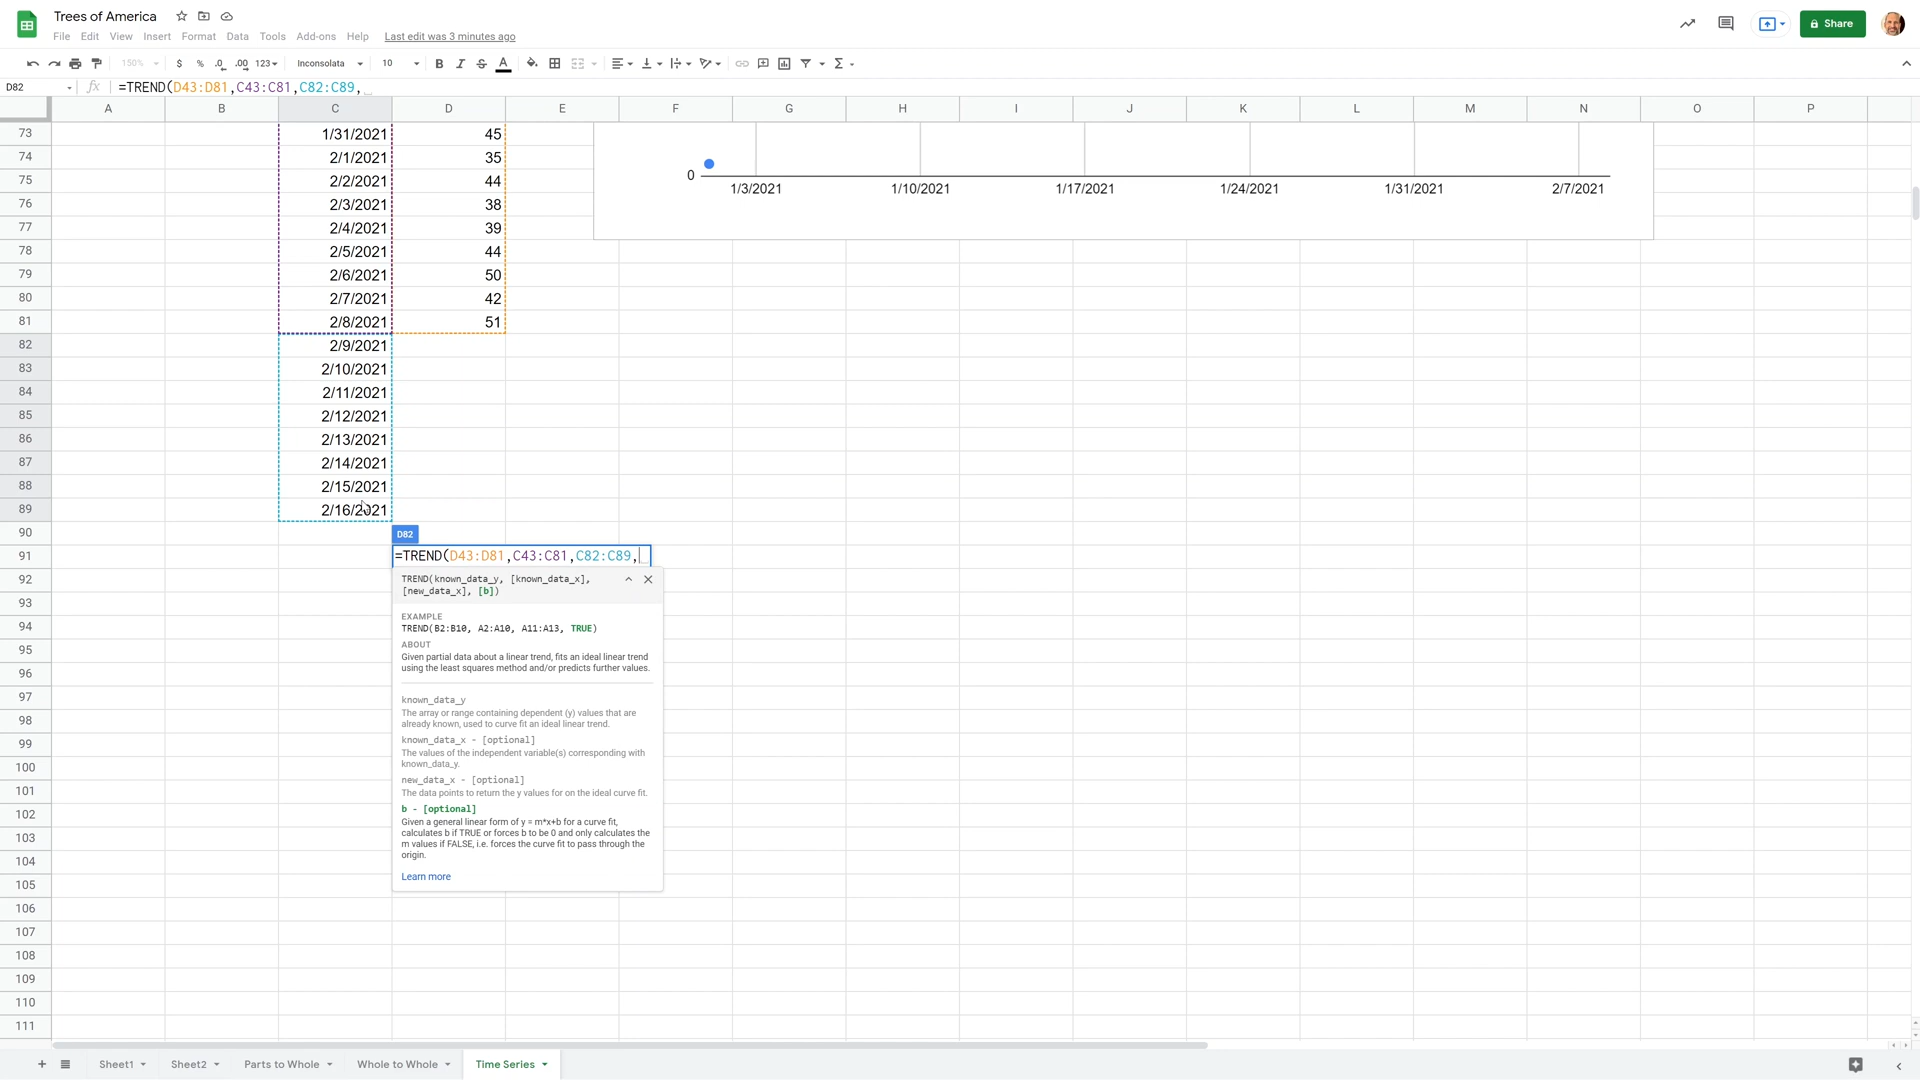 Trees of America
File Edit View Insert Format Data Tools Add-ons Help Last edit was 3 minutes ago
Share
150% $ % .0 .00 123 Inconsolata 10 B I S A Σ
D82 fx =TREND(D43:D81,C43:C81,C82:C89,
A B C D E F G H I J K L M N O P
73 1/31/2021 45
74 2/1/2021 35
75 2/2/2021 44
76 2/3/2021 38
77 2/4/2021 39
78 2/5/2021 44
79 2/6/2021 50
80 2/7/2021 42
81 2/8/2021 51
82 2/9/2021
83 2/10/2021
84 2/11/2021
85 2/12/2021
86 2/13/2021
87 2/14/2021
88 2/15/2021
89 2/16/2021
90
91
92
93
94
95
96
97
98
99
100
101
102
103
104
105
106
107
108
109
110
111
0
1/3/2021 1/10/2021 1/17/2021 1/24/2021 1/31/2021 2/7/2021
D82
=TREND(D43:D81,C43:C81,C82:C89,
TREND(known_data_y, [known_data_x],
[new_data_x], [b])
EXAMPLE
TREND(B2:B10, A2:A10, A11:A13, TRUE)
ABOUT
Given partial data about a linear trend, fits an ideal linear trend
using the least squares method and/or predicts further values.
known_data_y
The array or range containing dependent (y) values that are
already known, used to curve fit an ideal linear trend.
known_data_x - [optional]
The values of the independent variable(s) corresponding with
known_data_y.
new_data_x - [optional]
The data points to return the y values for on the ideal curve fit.
b - [optional]
Given a general linear form of y = m*x+b for a curve fit,
calculates b if TRUE or forces b to be 0 and only calculates the
m values if FALSE, i.e. forces the curve fit to pass through the
origin.
Learn more
Sheet1 Sheet2 Parts to Whole Whole to Whole Time Series